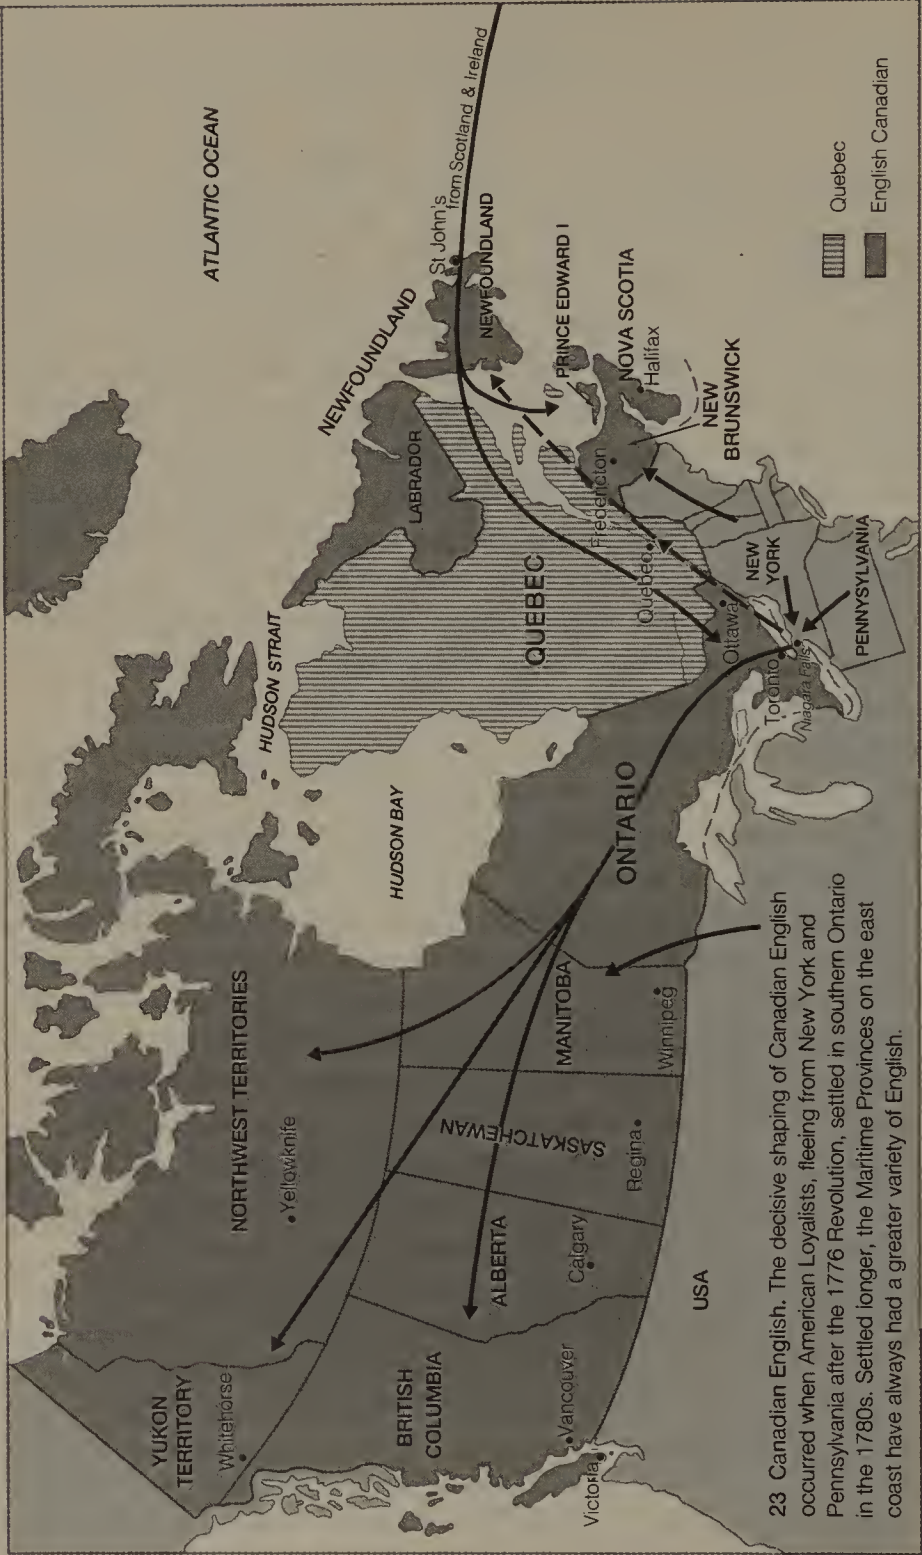 ATLANTIC OCEAN
from Scotland & Ireland
St John's
NEWFOUNDLAND
NEWFOUNDLAND
LABRADOR
PRINCE EDWARD I
NOVA SCOTIA
Halifax
NEW
BRUNSWICK
Fredericton
HUDSON STRAIT
QUEBEC
Quebec
Ottawa
NEW
YORK
PENNYSYLVANIA
Toronto
Niagara Falls
HUDSON BAY
ONTARIO
NORTHWEST TERRITORIES
Yellowknife
MANITOBA
Winnipeg
SASKATCHEWAN
Regina
ALBERTA
Calgary
YUKON
TERRITORY
Whitehorse
BRITISH
COLUMBIA
Vancouver
Victoria
USA
Quebec
English Canadian
23 Canadian English. The decisive shaping of Canadian English
occurred when American Loyalists, fleeing from New York and
Pennsylvania after the 1776 Revolution, settled in southern Ontario
in the 1780s. Settled longer, the Maritime Provinces on the east
coast have always had a greater variety of English.